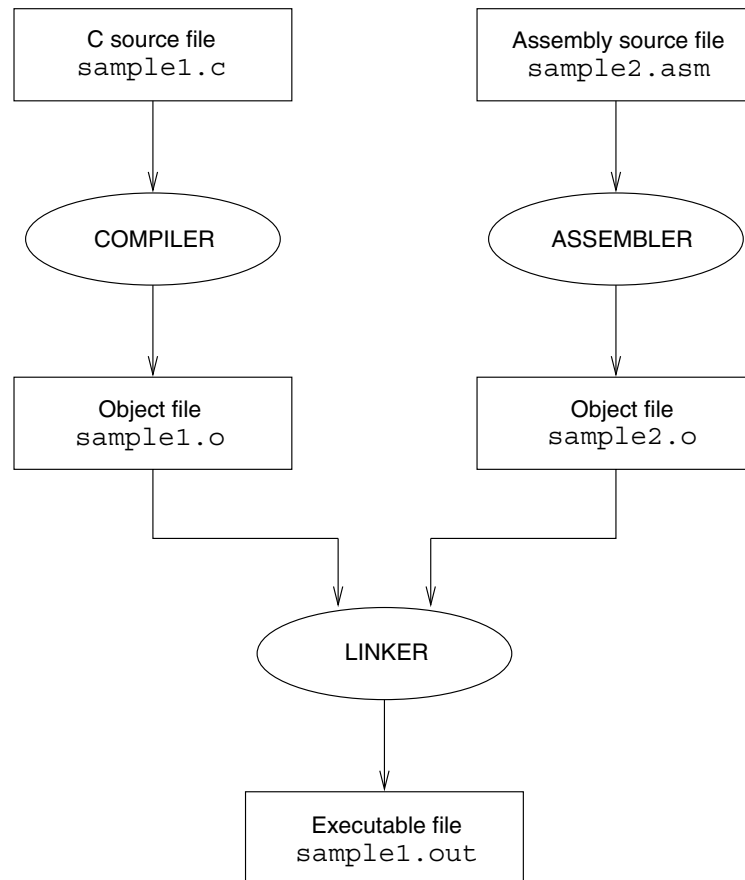 C source file
sample1.c
Assembly source file
sample2.asm
COMPILER
ASSEMBLER
Object file
sample1.o
Object file
sample2.o
LINKER
Executable file
sample1.out